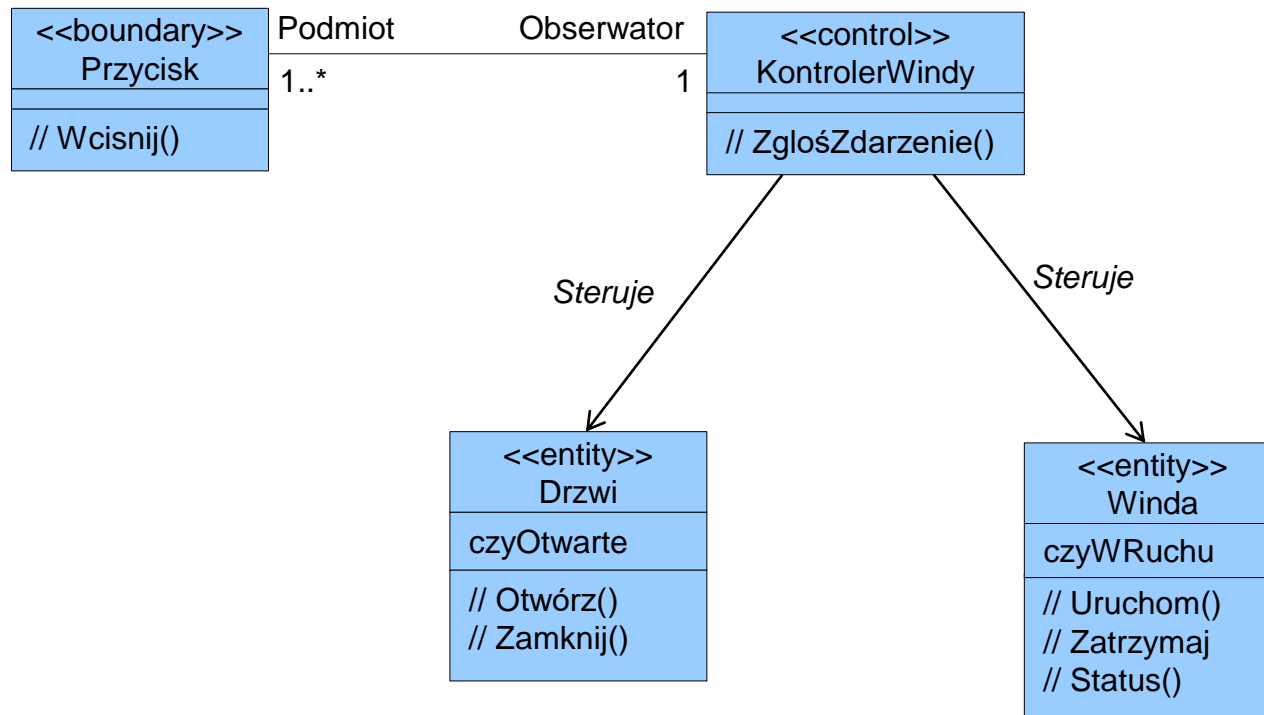 <<boundary>>
Przycisk
// Wcisnij()
Podmiot
Obserwator
1..*
1
<<control>>
KontrolerWindy
// ZglośZdarzenie()
Steruje
Steruje
<<entity>>
Drzwi
czyOtwarte
// Otwórz()
// Zamknij()
<<entity>>
Winda
czyWRuchu
// Uruchom()
// Zatrzymaj
// Status()